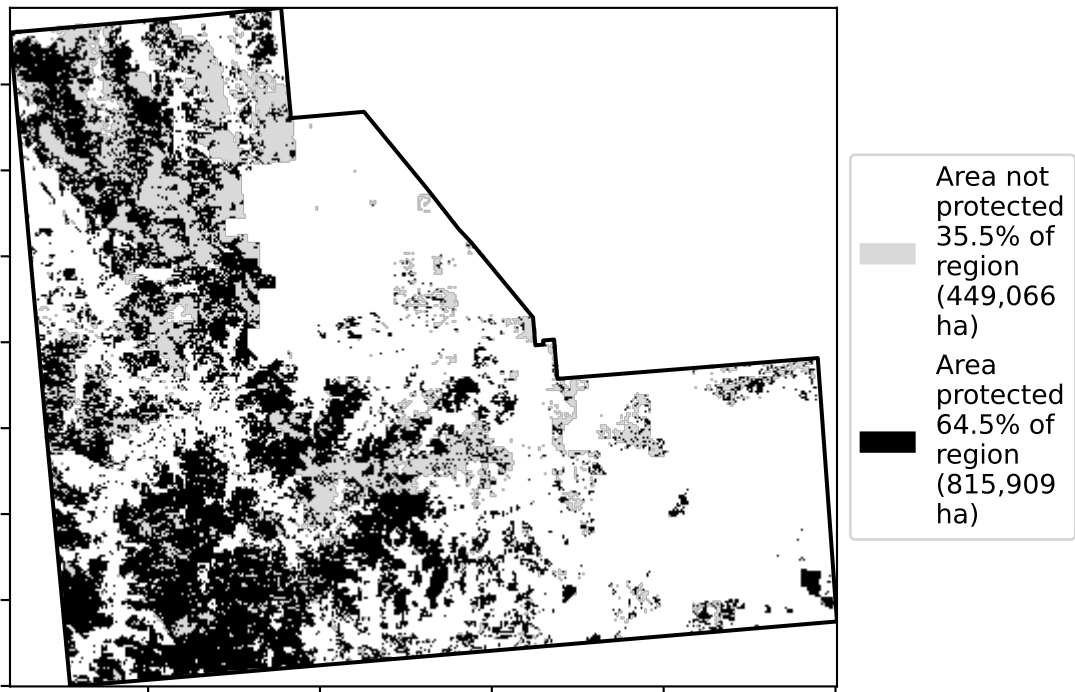 Area not
protected
35.5% of
region
(449,066
ha)
Area
protected
64.5% of
region
(815,909
ha)